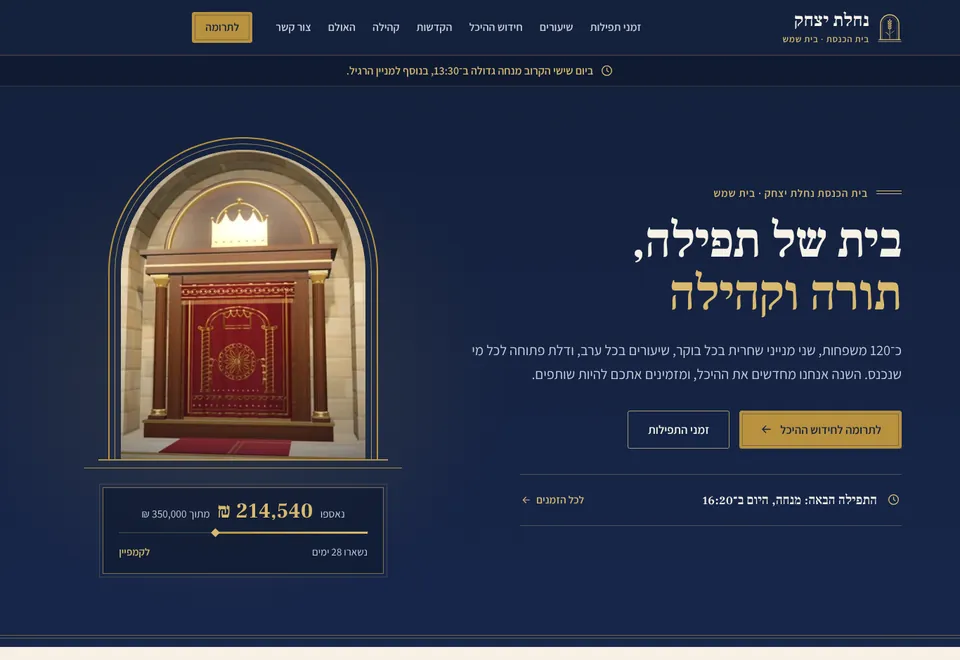 נחלת יצחק
בית הכנסת · בית שמש
זמני תפילות
שיעורים
חידוש ההיכל
הקדשות
קהילה
האולם
צור קשר
לתרומה
ביום שישי הקרוב מנחה גדולה ב־13:30, בנוסף למניין הרגיל.
בית הכנסת נחלת יצחק · בית שמש
בית של תפילה,
תורה וקהילה
כ־120 משפחות, שני מנייני שחרית בכל בוקר, שיעורים בכל ערב, ודלת פתוחה לכל מי
שנכנס. השנה אנחנו מחדשים את ההיכל, ומזמינים אתכם להיות שותפים.
לתרומה לחידוש ההיכל ←
זמני התפילות
התפילה הבאה: מנחה, היום ב־16:20
לכל הזמנים ←
נאספו 214,540 ₪ מתוך 350,000 ₪
נשארו 28 ימים
לקמפיין